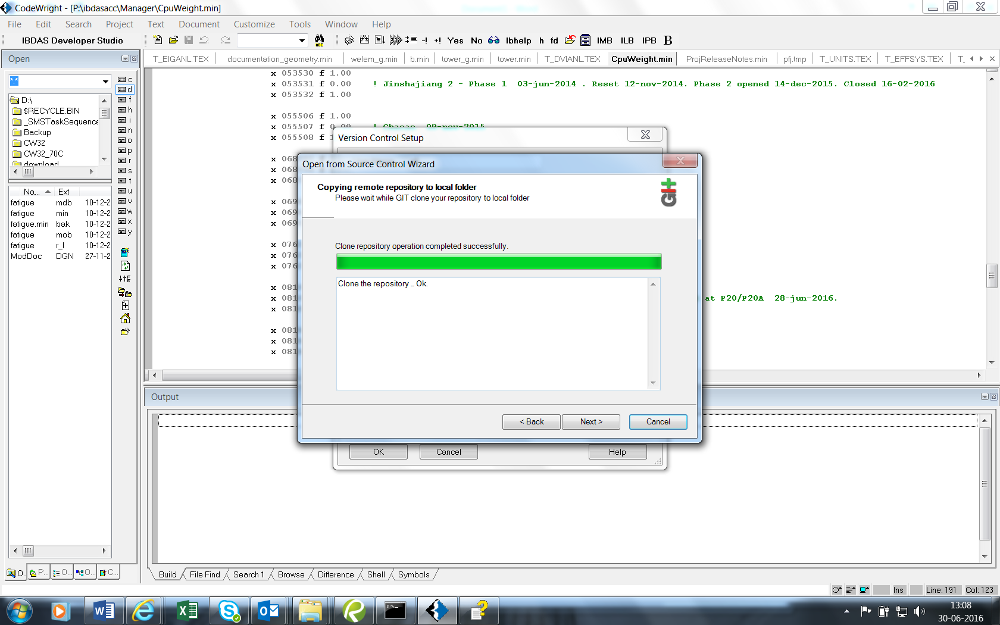 CodeWright - [P:\ibdasacc\Manager\CpuWeight.min]
File Edit Search Project Text Document Customize Tools Window Help
IBDAS Developer Studio
ABC
-! +! Yes No Ibhelp h fd IMB ILB IPB B
Open
T_EIGANL.TEX documentation_geometry.min welem_g.min b.min tower_g.min tower.min T_DVIANL.TEX CpuWeight.min ProjReleaseNotes.min pfj.tmp T_UNITS.TEX T_EFFSYS.TEX T_
*.*
D:\
$RECYCLE.BIN
_SMSTaskSequence
Backup
CW32
CW32_70C
download
c
d
f
h
i
n
o
p
r
s
t
u
v
w
x
y
Na... Ext
fatigue mdb 10-12-2
fatigue min 10-12-2
fatigue.min bak 10-12-2
fatigue mob 10-12-2
fatigue r_l 10-12-2
ModDoc DGN 27-11-2
O... P... O... O... C...
x 053530 f 1.00
x 053531 f 0.00 ! Jinshajiang 2 - Phase 1 03-jun-2014 . Reset 12-nov-2014. Phase 2 opened 14-dec-2015. Closed 16-02-2016
x 053532 f 1.00
x 055506 f 1.00
x 055507 f 0.00 ! Chacao 09-nov-2015
x 055508 f
x 068
x 068
x 068
x 069
x 069
x 069
x 076
x 076
x 076
x 081
x 081 at P20/P20A 28-jun-2016.
x 081
x 081
x 081
x 081
Version Control Setup
Open from Source Control Wizard
Copying remote repository to local folder
Please wait while GIT clone your repository to local folder
GIT
Clone repository operation completed successfully.
Clone the repository ... Ok.
< Back Next > Cancel
OK Cancel Help
Output
Build File Find Search 1 Browse Difference Shell Symbols
Ins Line: 191 Col: 123
13:08
30-06-2016